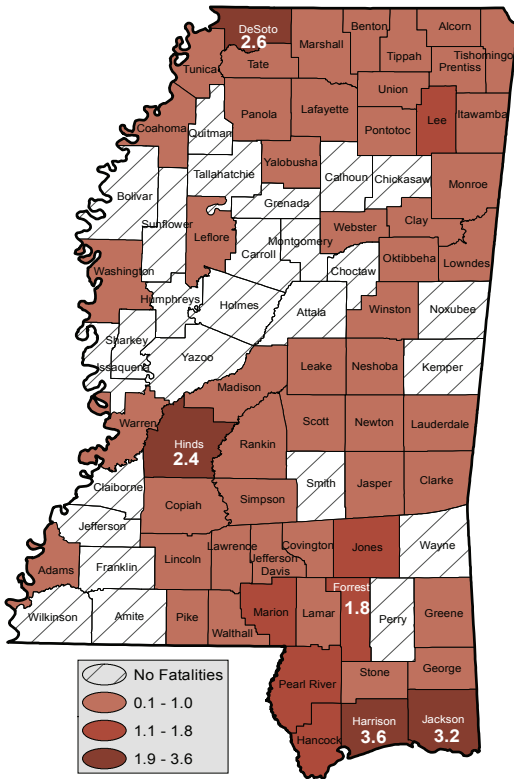 DeSoto
2.6
Marshall
Benton
Alcorn
Tippah
Tishomingo
Prentiss
Tunica
Tate
Union
Panola
Lafayette
Pontotoc
Lee
Itawamba
Coahoma
Quitman
Yalobusha
Tallahatchie
Calhoun
Chickasaw
Monroe
Bolivar
Sunflower
Grenada
Leflore
Webster
Clay
Montgomery
Carroll
Choctaw
Oktibbeha
Lowndes
Washington
Humphreys
Holmes
Attala
Winston
Noxubee
Sharkey
Issaquena
Yazoo
Leake
Neshoba
Kemper
Madison
Warren
Hinds
2.4
Rankin
Scott
Newton
Lauderdale
Claiborne
Copiah
Simpson
Smith
Jasper
Clarke
Jefferson
Adams
Franklin
Lincoln
Lawrence
Jefferson
Davis
Covington
Jones
Wayne
Wilkinson
Amite
Pike
Walthall
Marion
Lamar
Forrest
1.8
Perry
Greene
Pearl River
Stone
George
Hancock
Harrison
3.6
Jackson
3.2
No Fatalities
0.1 - 1.0
1.1 - 1.8
1.9 - 3.6